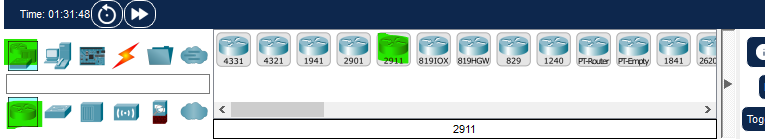 Time: 01:31:48
4331 4321 1941 2901 2911 819IOX 819HGW 829 1240 PT-Router PT-Empty 1841 2620
2911
Tog